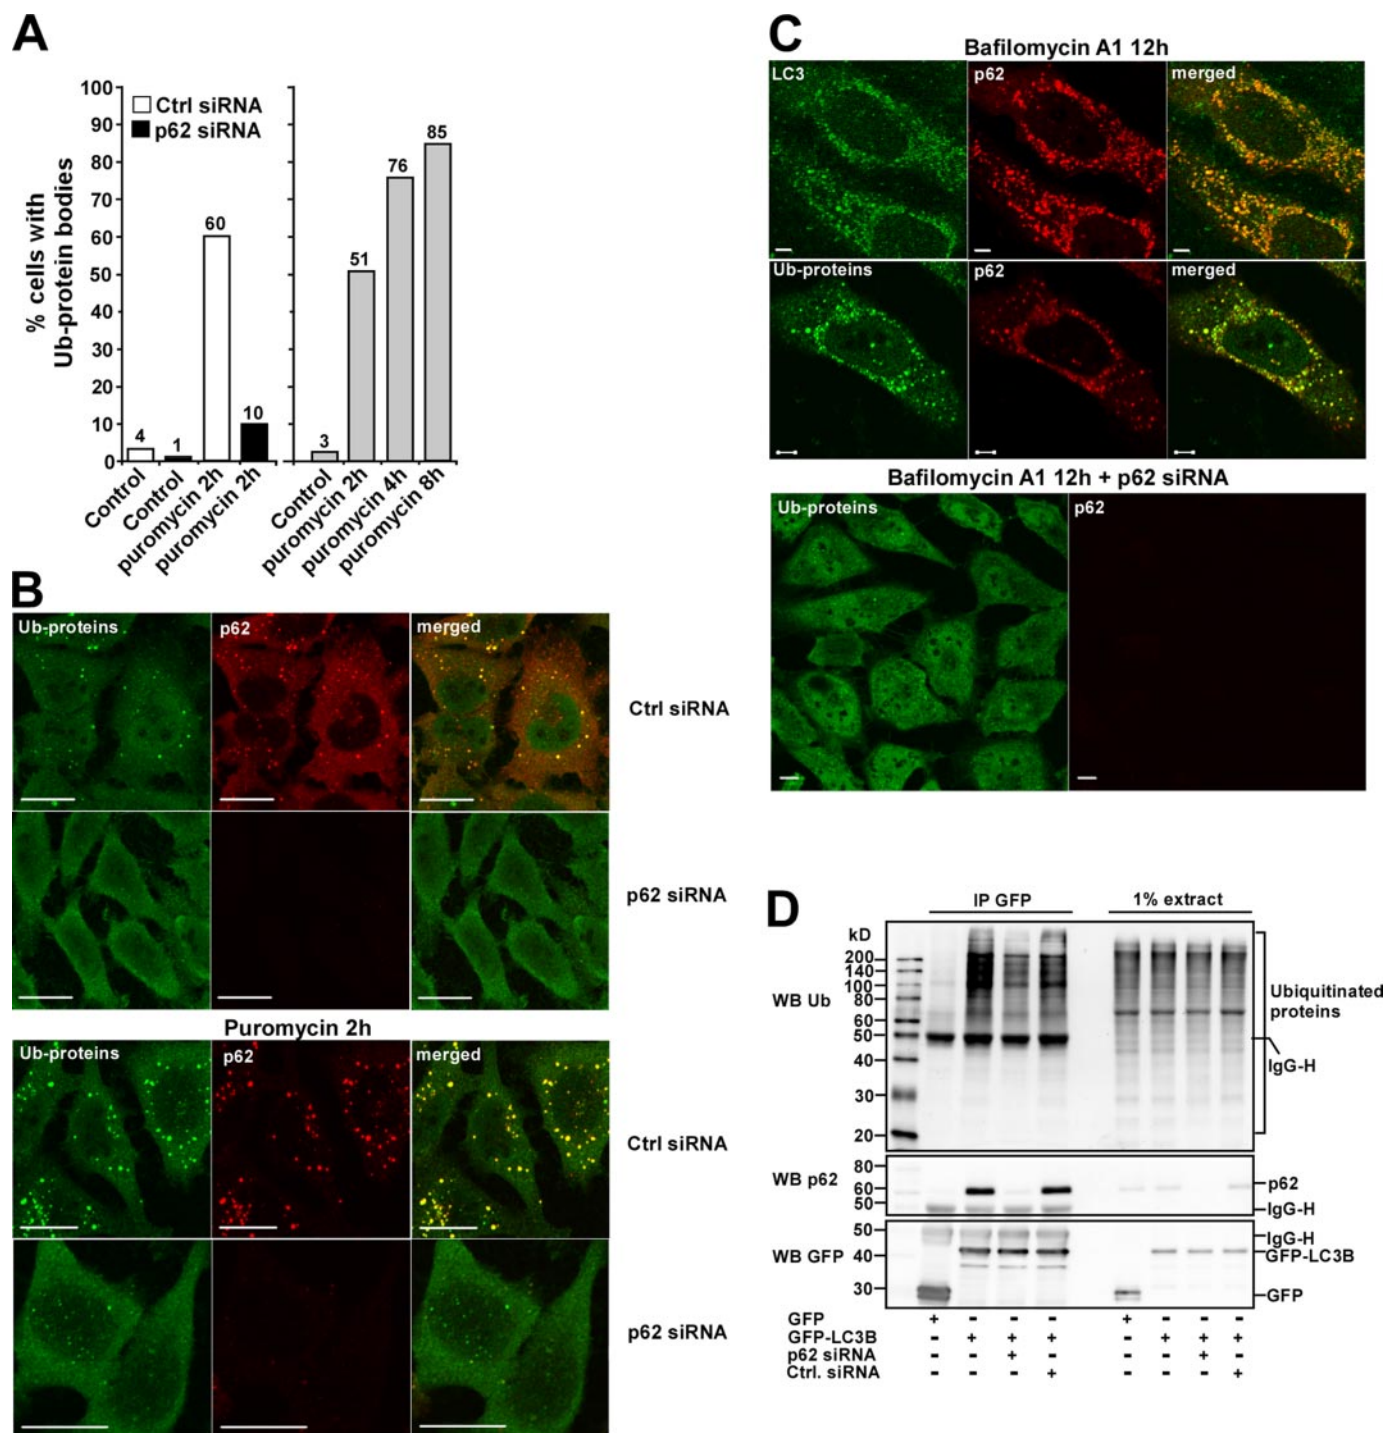 A
% cells with
Ub-protein bodies
100
90
80
70
60
50
40
30
20
10
0
Ctrl siRNA
p62 siRNA
4
1
60
10
3
51
76
85
Control
Control
puromycin 2h
puromycin 2h
Control
puromycin 2h
puromycin 4h
puromycin 8h
B
Ub-proteins
p62
merged
Ctrl siRNA
p62 siRNA
Puromycin 2h
Ub-proteins
p62
merged
Ctrl siRNA
p62 siRNA
C
Bafilomycin A1 12h
LC3
p62
merged
Ub-proteins
p62
merged
Bafilomycin A1 12h + p62 siRNA
Ub-proteins
p62
D
IP GFP
1% extract
kD
200
140
100
80
60
50
40
30
20
WB Ub
Ubiquitinated
proteins
IgG-H
80
60
50
WB p62
p62
IgG-H
50
40
30
WB GFP
IgG-H
GFP-LC3B
GFP
GFP + - - - + - - -
GFP-LC3B - + + + - + + +
p62 siRNA - - + - - - + -
Ctrl. siRNA - - - + - - - +